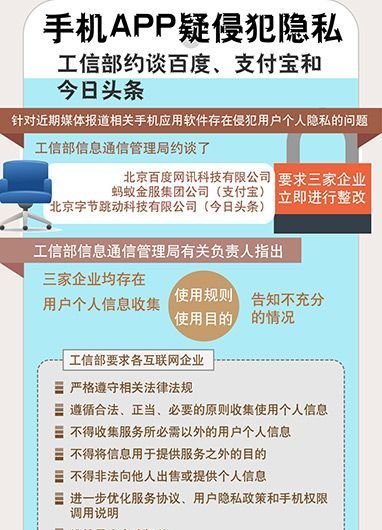 手机APP疑侵犯隐私
工信部约谈百度、支付宝和
今日头条
针对近期媒体报道相关手机应用软件存在侵犯用户个人隐私的问题
工信部信息通信管理局约谈了
北京百度网讯科技有限公司
蚂蚁金服集团公司（支付宝）
北京字节跳动科技有限公司（今日头条）
要求三家企业
立即进行整改
工信部信息通信管理局有关负责人指出
三家企业均存在
用户个人信息收集
使用规则
使用目的
告知不充分
的情况
工信部要求各互联网企业
严格遵守相关法律法规
遵循合法、正当、必要的原则收集使用个人信息
不得收集服务所必需以外的用户个人信息
不得将信息用于提供服务之外的目的
不得非法向他人出售或提供个人信息
进一步优化服务协议、用户隐私政策和手机权限
调用说明